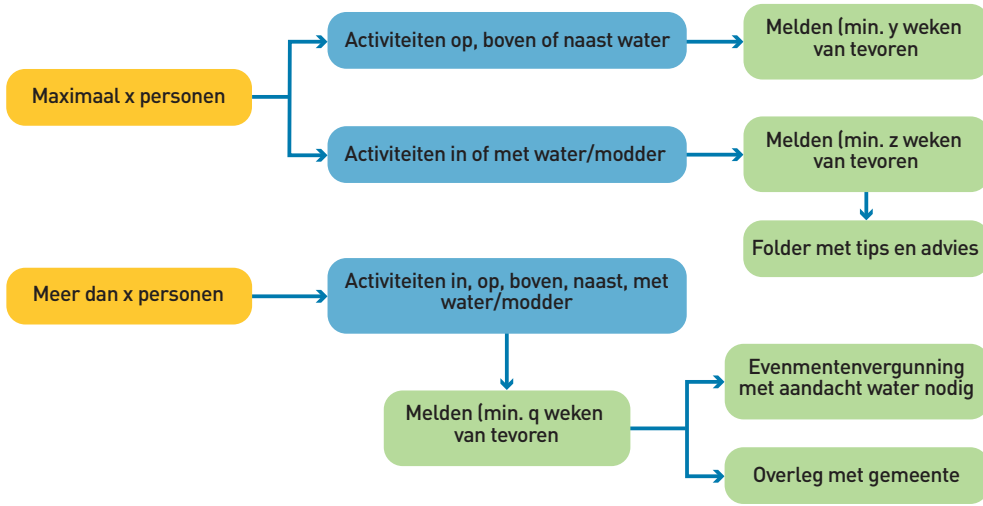 Maximaal x personen
Activiteiten op, boven of naast water
Melden (min. y weken
van tevoren
Activiteiten in of met water/modder
Melden (min. z weken
van tevoren
Folder met tips en advies
Meer dan x personen
Activiteiten in, op, boven, naast, met
water/modder
Melden (min. q weken
van tevoren
Evenmentenvergunning
met aandacht water nodig
Overleg met gemeente